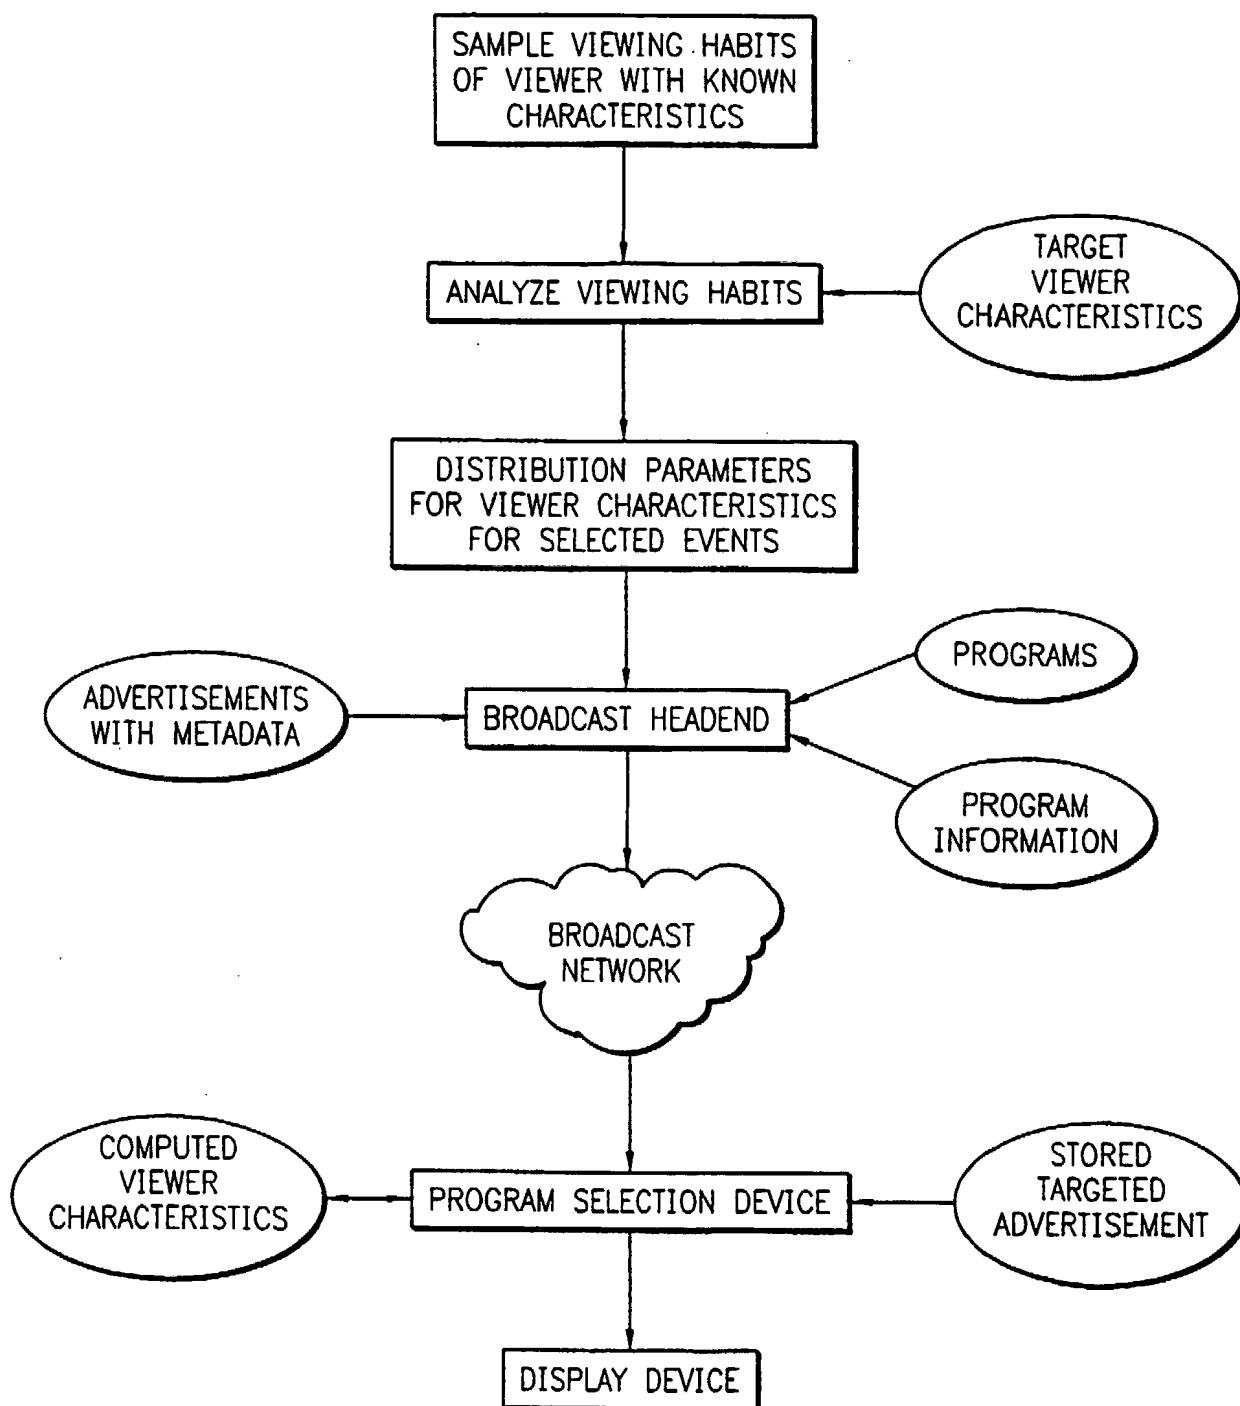 SAMPLE VIEWING HABITS
OF VIEWER WITH KNOWN
CHARACTERISTICS
TARGET
VIEWER
CHARACTERISTICS
ANALYZE VIEWING HABITS
DISTRIBUTION PARAMETERS
FOR VIEWER CHARACTERISTICS
FOR SELECTED EVENTS
PROGRAMS
ADVERTISEMENTS
WITH METADATA
BROADCAST HEADEND
PROGRAM
INFORMATION
BROADCAST
NETWORK
COMPUTED
VIEWER
CHARACTERISTICS
PROGRAM SELECTION DEVICE
STORED
TARGETED
ADVERTISEMENT
DISPLAY DEVICE